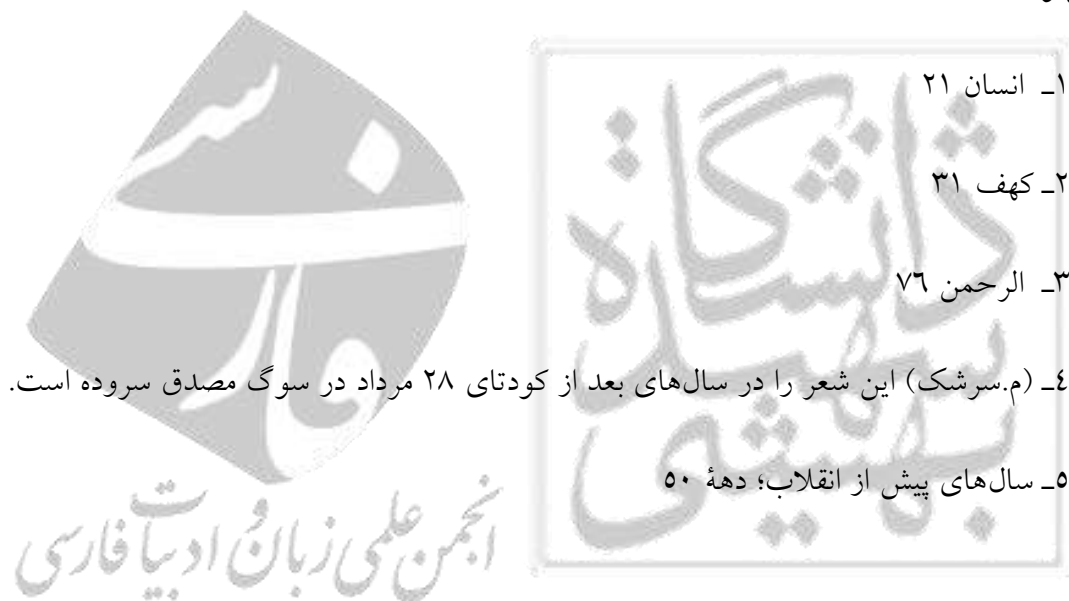 ۱ـ انسان ۲۱
۲ـ کهف ۳۱
۳ـ الرحمن ۷۶
۴ـ (م.سرشک) این شعر را در سال‌های بعد از کودتای ۲۸ مرداد در سوگ مصدق سروده است.
۵ـ سال‌های پیش از انقلاب؛ دههٔ ۵۰
فارسی
دانشگاه
شهید
بهشتی
انجمن علمی زبان و ادبیات فارسی